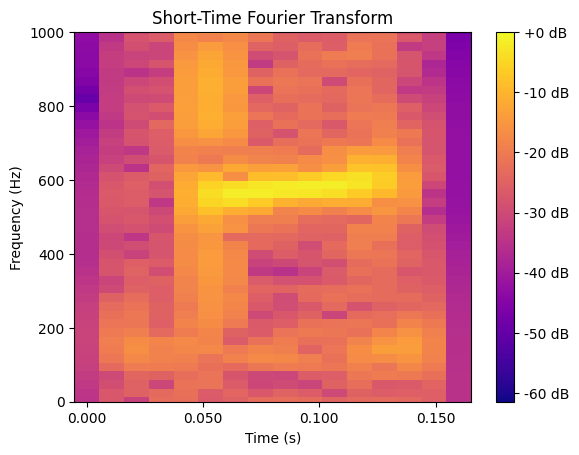 Short-Time Fourier Transform
1000
800
600
400
200
0
Frequency (Hz)
0.000
0.050
0.100
0.150
Time (s)
+0 dB
-10 dB
-20 dB
-30 dB
-40 dB
-50 dB
-60 dB